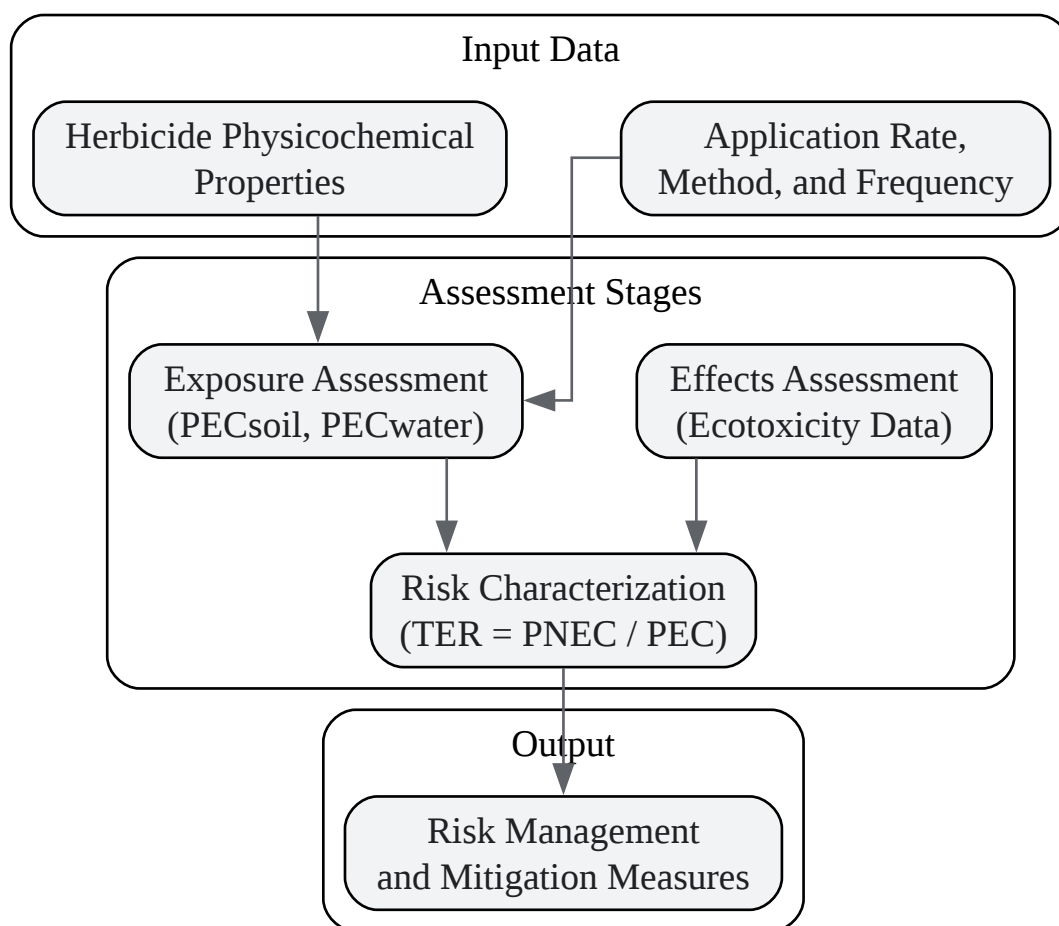 Input Data
Herbicide Physicochemical
Properties
Application Rate,
Method, and Frequency
Assessment Stages
Exposure Assessment
(PECsoil, PECwater)
Effects Assessment
(Ecotoxicity Data)
Risk Characterization
(TER = PNEC / PEC)
Output
Risk Management
and Mitigation Measures